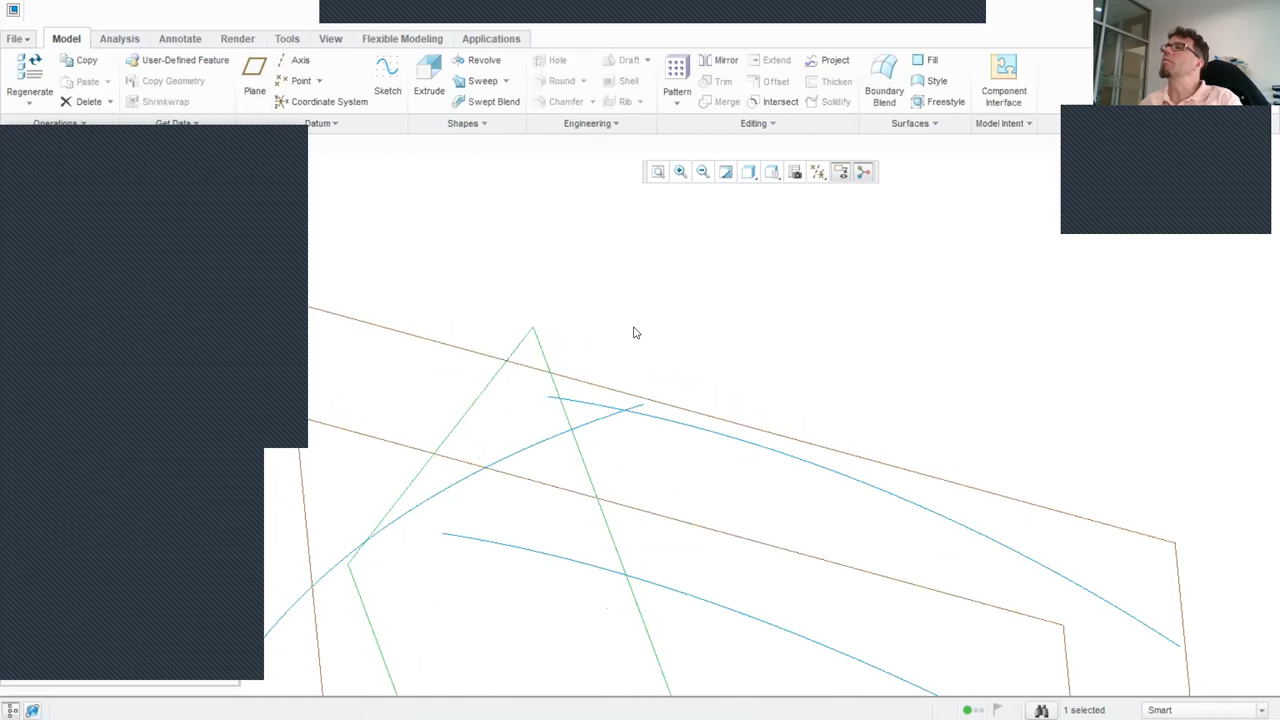 File Model Analysis Annotate Render Tools View Flexible Modeling Applications
Regenerate Copy Paste Delete
User-Defined Feature Copy Geometry Shrinkwrap
Plane Axis Point Coordinate System Sketch
Extrude Revolve Sweep Swept Blend
Hole Round Chamfer Draft Shell Rib
Pattern Mirror Trim Merge Extend Offset Intersect Project Thicken Solidify
Boundary Blend Fill Style Freestyle
Component Interface
Datum Shapes Engineering Editing Surfaces Model Intent
1 selected Smart